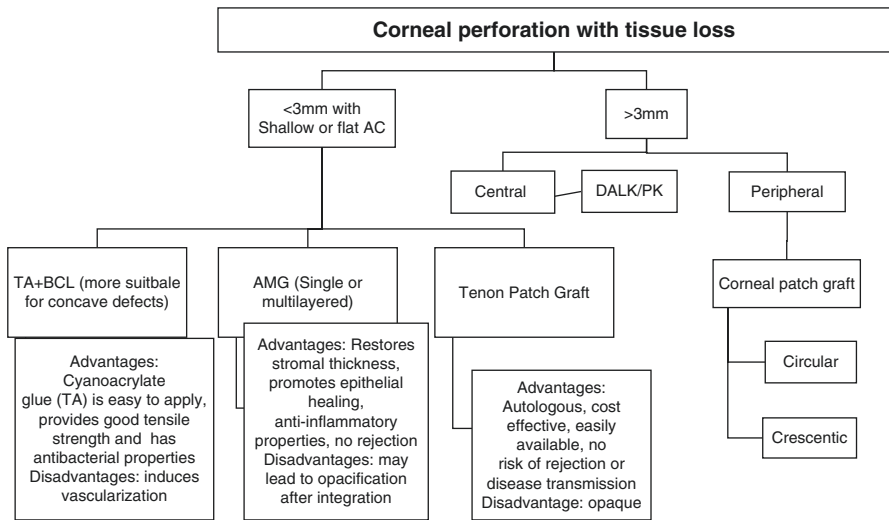 Corneal perforation with tissue loss
<3mm with
Shallow or flat AC
>3mm
Central
DALK/PK
Peripheral
TA+BCL (more suitbale
for concave defects)
AMG (Single or
multilayered)
Tenon Patch Graft
Corneal patch graft
Advantages:
Cyanoacrylate
glue (TA) is easy to apply,
provides good tensile
strength and has
antibacterial properties
Disadvantages: induces
vascularization
Advantages: Restores
stromal thickness,
promotes epithelial
healing,
anti-inflammatory
properties, no rejection
Disadvantages: may
lead to opacification
after integration
Advantages:
Autologous, cost
effective, easily
available, no
risk of rejection or
disease transmission
Disadvantage: opaque
Circular
Crescentic